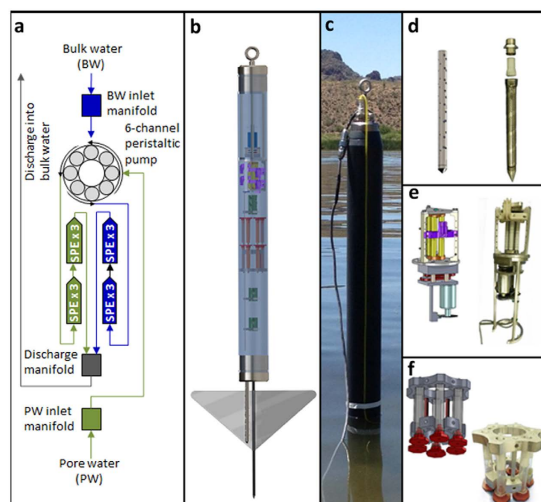 a
Bulk water
(BW)
BW inlet
manifold
6-channel
peristaltic
pump
Discharge into
bulk water
SPE x 3
SPE x 3
SPE x 3
SPE x 3
Discharge
manifold
PW inlet
manifold
Pore water
(PW)
b
c
d
e
f